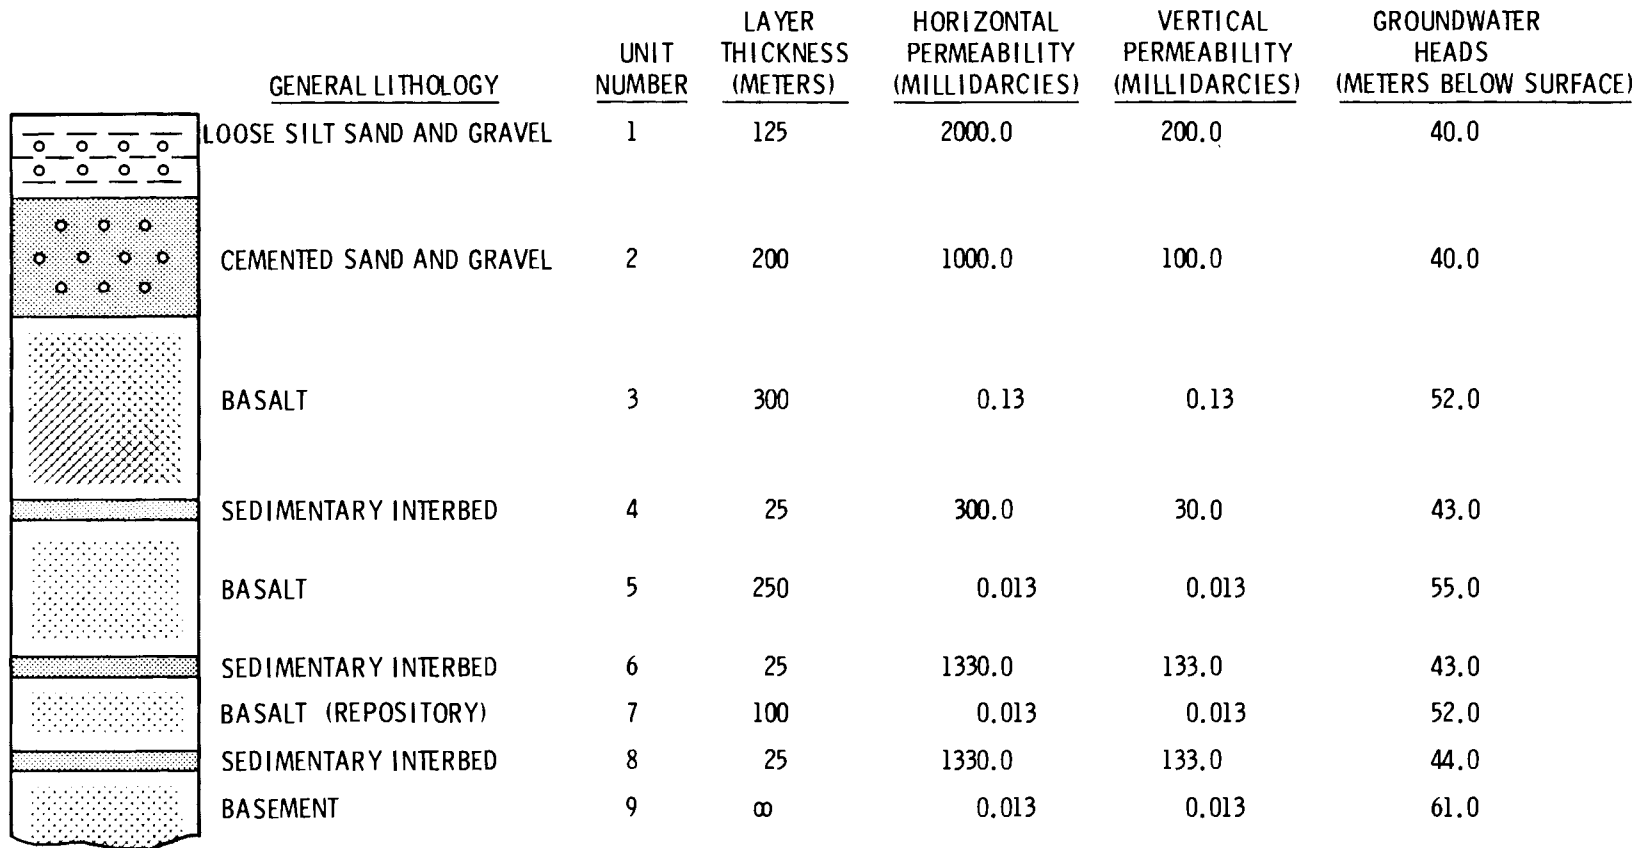 GENERAL LITHOLOGY UNIT NUMBER LAYER THICKNESS (METERS) HORIZONTAL PERMEABILITY (MILLIDARCIES) VERTICAL PERMEABILITY (MILLIDARCIES) GROUNDWATER HEADS (METERS BELOW SURFACE)
LOOSE SILT SAND AND GRAVEL 1 125 2000.0 200.0 40.0
CEMENTED SAND AND GRAVEL 2 200 1000.0 100.0 40.0
BASALT 3 300 0.13 0.13 52.0
SEDIMENTARY INTERBED 4 25 300.0 30.0 43.0
BASALT 5 250 0.013 0.013 55.0
SEDIMENTARY INTERBED 6 25 1330.0 133.0 43.0
BASALT (REPOSITORY) 7 100 0.013 0.013 52.0
SEDIMENTARY INTERBED 8 25 1330.0 133.0 44.0
BASEMENT 9 ∞ 0.013 0.013 61.0